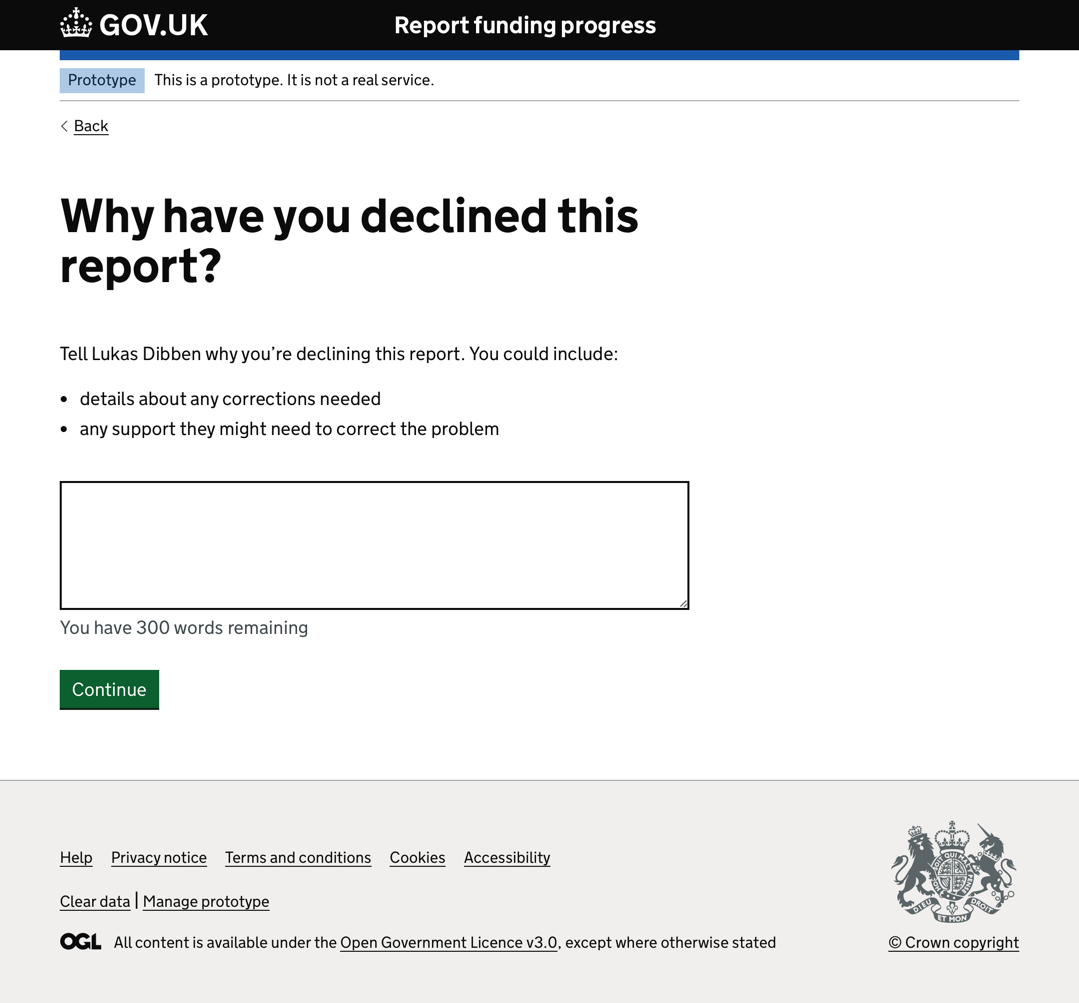 GOV.UK
Report funding progress
Prototype This is a prototype. It is not a real service.
Back
Why have you declined this
report?
Tell Lukas Dibben why you’re declining this report. You could include:
• details about any corrections needed
• any support they might need to correct the problem
You have 300 words remaining
Continue
Help Privacy notice Terms and conditions Cookies Accessibility
Clear data | Manage prototype
OGL All content is available under the Open Government Licence v3.0, except where otherwise stated
DIEU ET MON DROIT
© Crown copyright